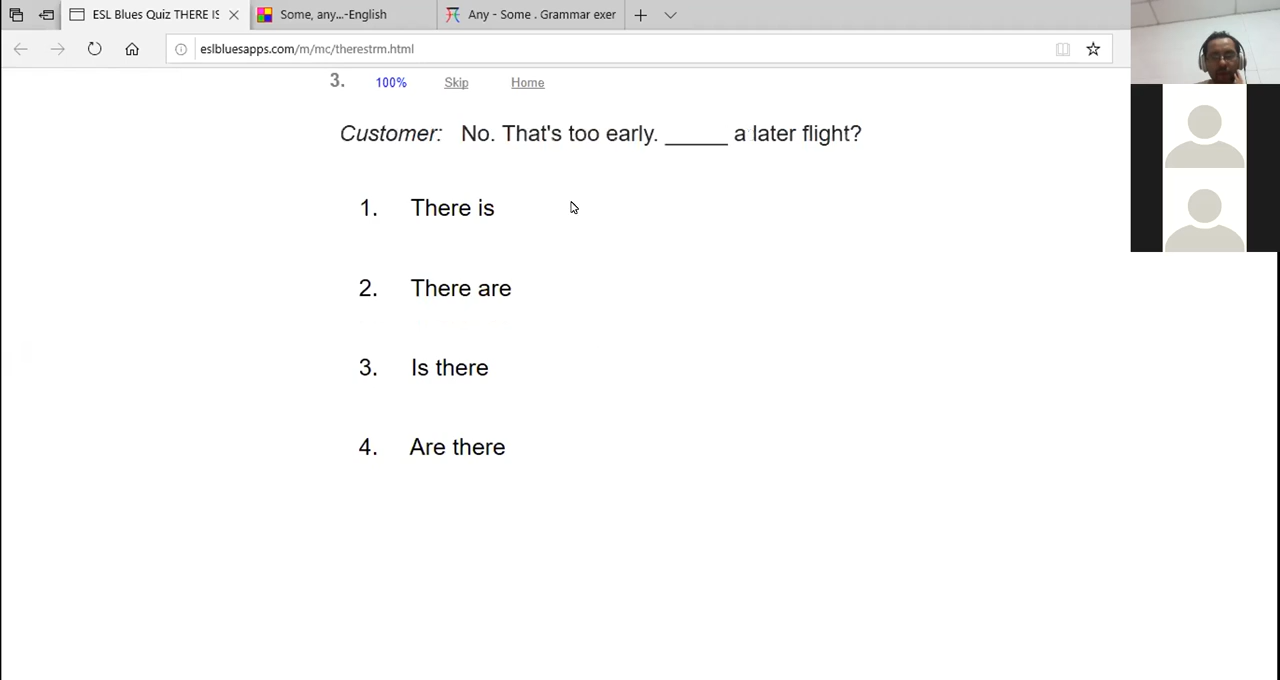 ESL Blues Quiz THERE IS
Some, any...-English
Any - Some . Grammar exer
eslbluesapps.com/m/mc/therestrm.html
3. 100% Skip Home
Customer: No. That's too early. _____ a later flight?
1. There is
2. There are
3. Is there
4. Are there